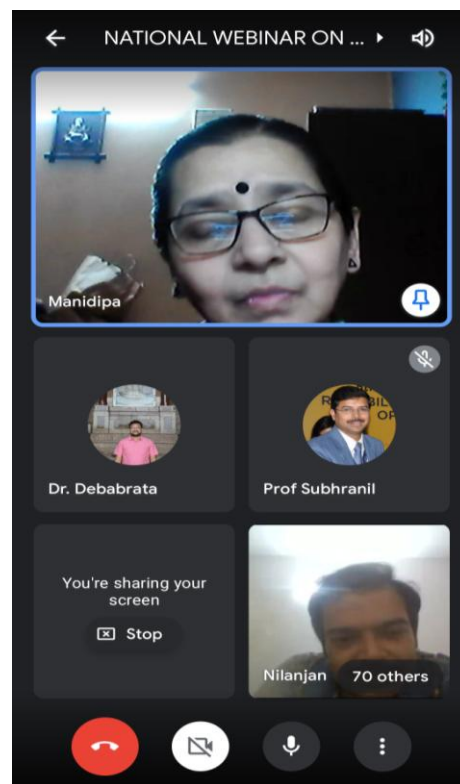 NATIONAL WEBINAR ON ...
Manidipa
Dr. Debabrata
Prof Subhranil
You're sharing your
screen
Stop
Nilanjan
70 others